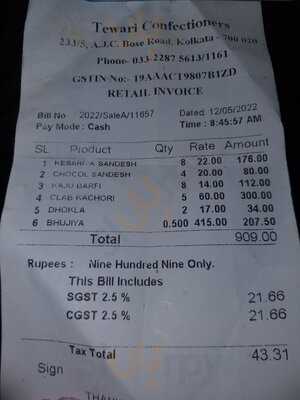 Tewari Confectioners
233/5, A.J.C. Bose Road, Kolkata - 700 020
Phone- 033-2287 5613/1161
GSTIN No:- 19AAACT9807B1ZD
RETAIL INVOICE
Bill No 2022/SaleA/11657 Dated: 12/05/2022
Pay Mode : Cash Time : 8:45:57 AM
SL Product Qty Rate Amount
1 KESARIYA SANDESH 8 22.00 176.00
2 CHOCOL SANDESH 4 20.00 80.00
3 KAJU BARFI 8 14.00 112.00
4 CLAB KACHORI 5 60.00 300.00
5 DHOKLA 2 17.00 34.00
6 BHUJIYA 0.500 415.00 207.50
Total 909.00
Rupees : Nine Hundred Nine Only.
This Bill Includes
SGST 2.5 % 21.66
CGST 2.5 % 21.66
Tax Total 43.31
Sign